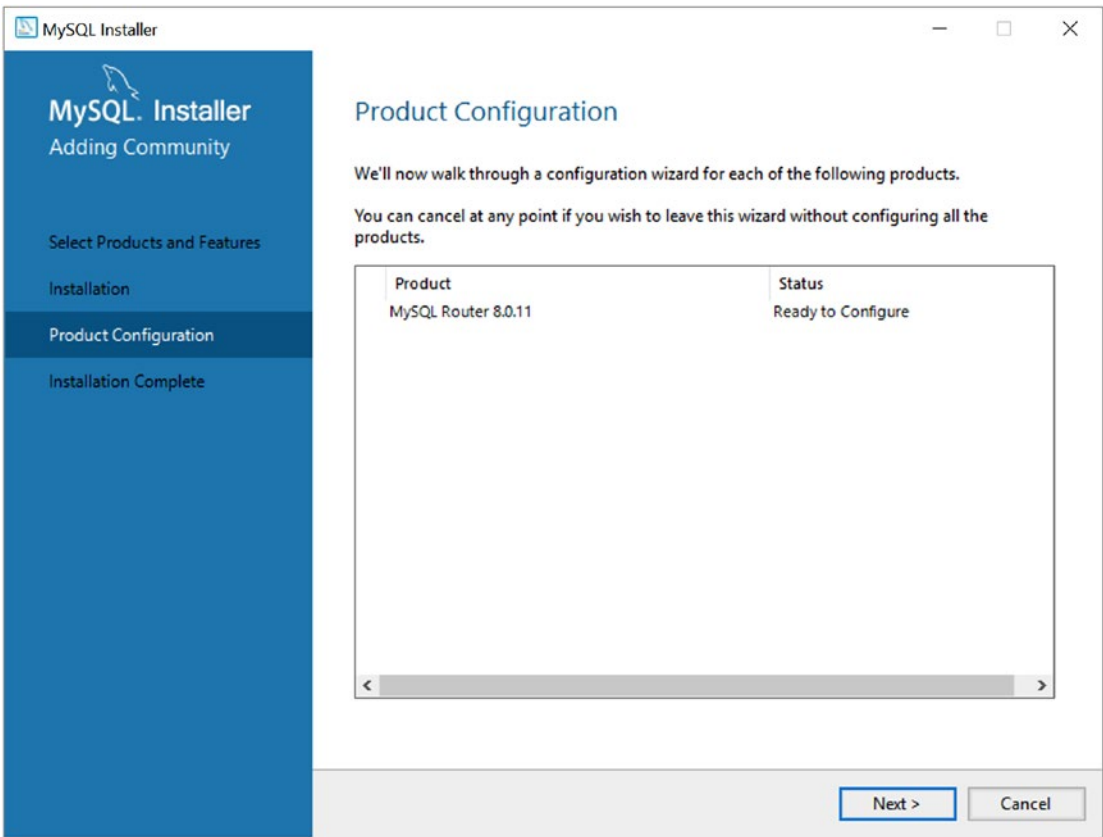 MySQL Installer
MySQL. Installer
Adding Community
Select Products and Features
Installation
Product Configuration
Installation Complete
Product Configuration
We'll now walk through a configuration wizard for each of the following products.
You can cancel at any point if you wish to leave this wizard without configuring all the
products.
Product Status
MySQL Router 8.0.11 Ready to Configure
Next > Cancel